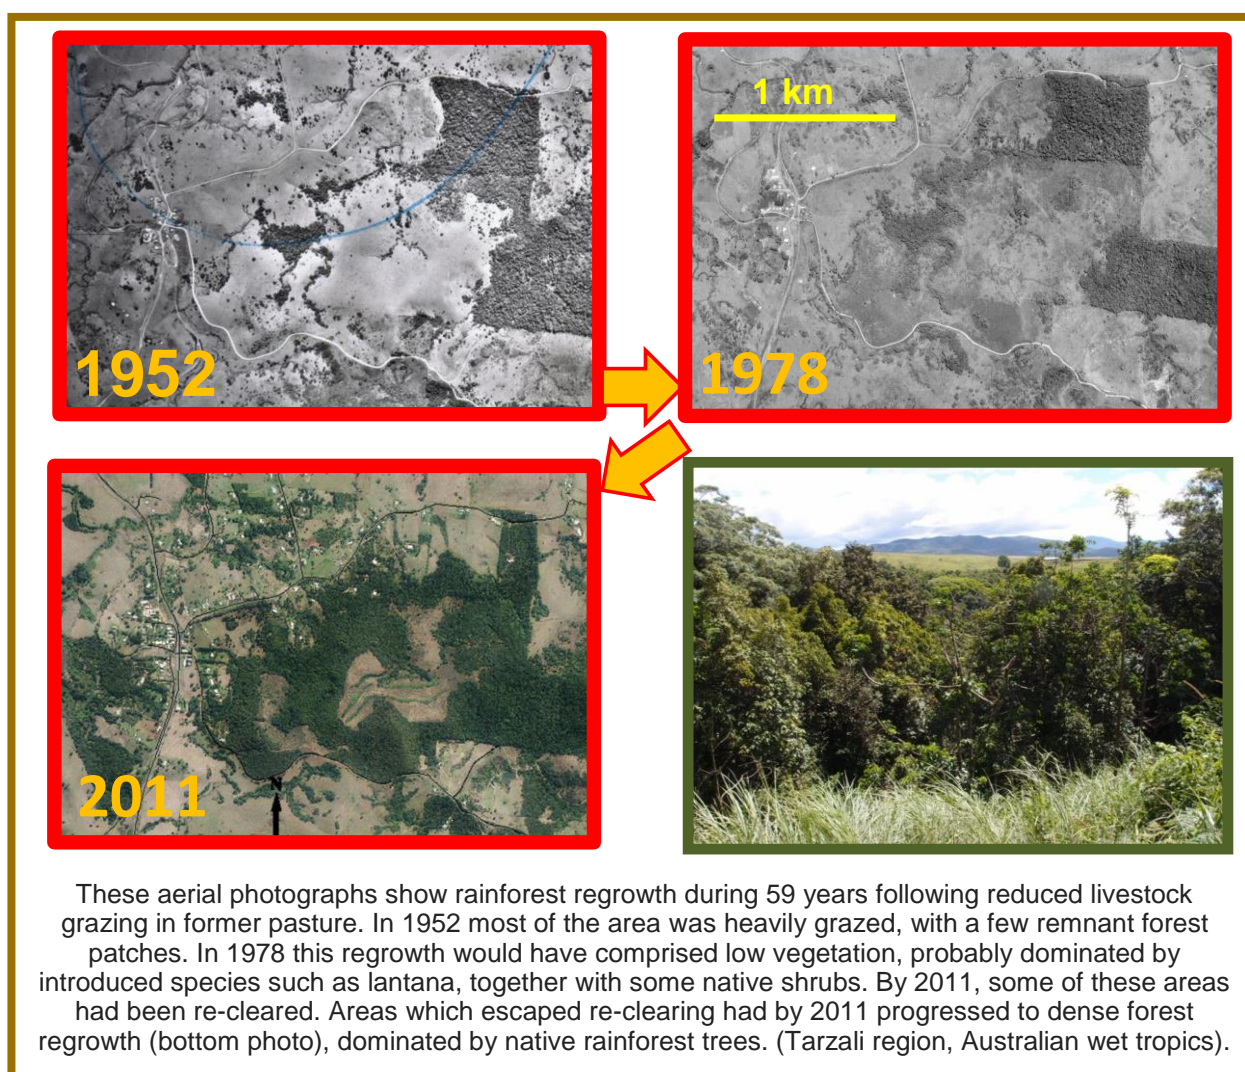 1952
1 km
1978
2011
N
These aerial photographs show rainforest regrowth during 59 years following reduced livestock
grazing in former pasture. In 1952 most of the area was heavily grazed, with a few remnant forest
patches. In 1978 this regrowth would have comprised low vegetation, probably dominated by
introduced species such as lantana, together with some native shrubs. By 2011, some of these areas
had been re-cleared. Areas which escaped re-clearing had by 2011 progressed to dense forest
regrowth (bottom photo), dominated by native rainforest trees. (Tarzali region, Australian wet tropics).